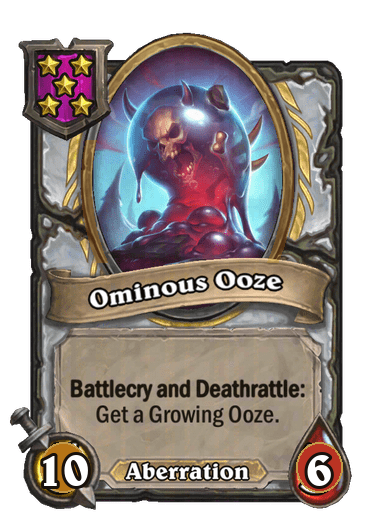 Ominous Ooze
Battlecry and Deathrattle:
Get a Growing Ooze.
10
Aberration
6